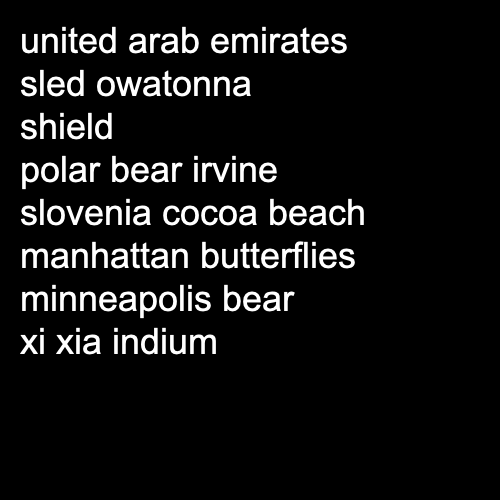 united arab emirates
sled owatonna
shield
polar bear irvine
slovenia cocoa beach
manhattan butterflies
minneapolis bear
xi xia indium